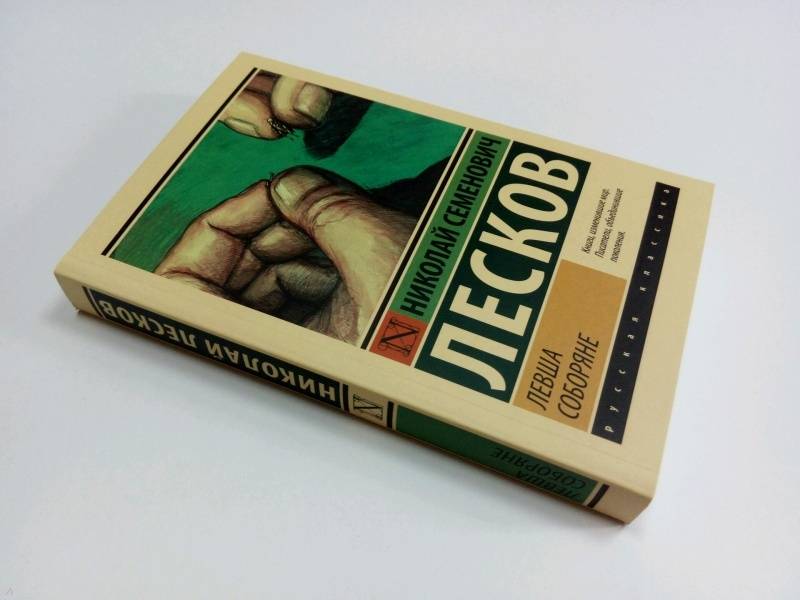 N
НИКОЛАЙ СЕМЕНОВИЧ
ЛЕСКОВ
ЛЕВША
СОБОРЯНЕ
Книги, изменившие мир.
Писатели, объединившие
поколения.
русская классика
НИКОЛАЙ ЛЕСКОВ
N
ЛЕВША
СОБОРЯНЕ